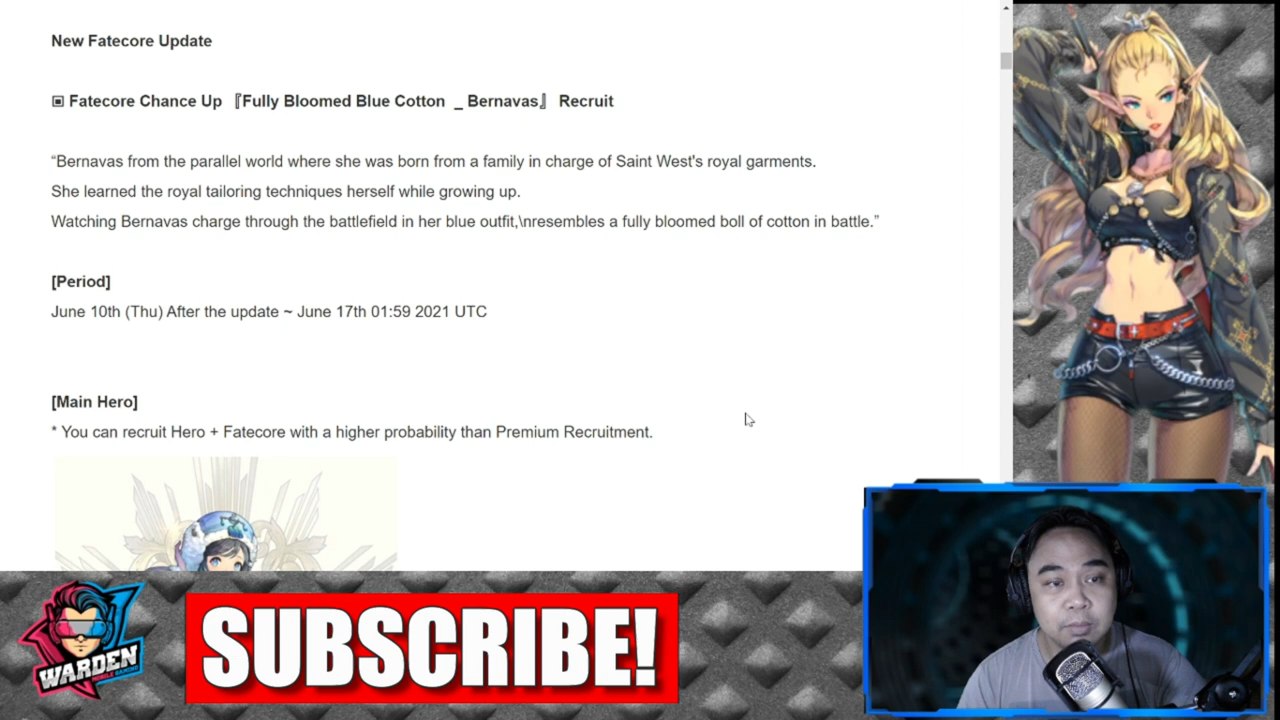 New Fatecore Update
▣ Fatecore Chance Up 『Fully Bloomed Blue Cotton _ Bernavas』 Recruit
“Bernavas from the parallel world where she was born from a family in charge of Saint West's royal garments.
She learned the royal tailoring techniques herself while growing up.
Watching Bernavas charge through the battlefield in her blue outfit,\nresembles a fully bloomed boll of cotton in battle.”
[Period]
June 10th (Thu) After the update ~ June 17th 01:59 2021 UTC
[Main Hero]
* You can recruit Hero + Fatecore with a higher probability than Premium Recruitment.
WARDEN
MOBILE GAMING
SUBSCRIBE!